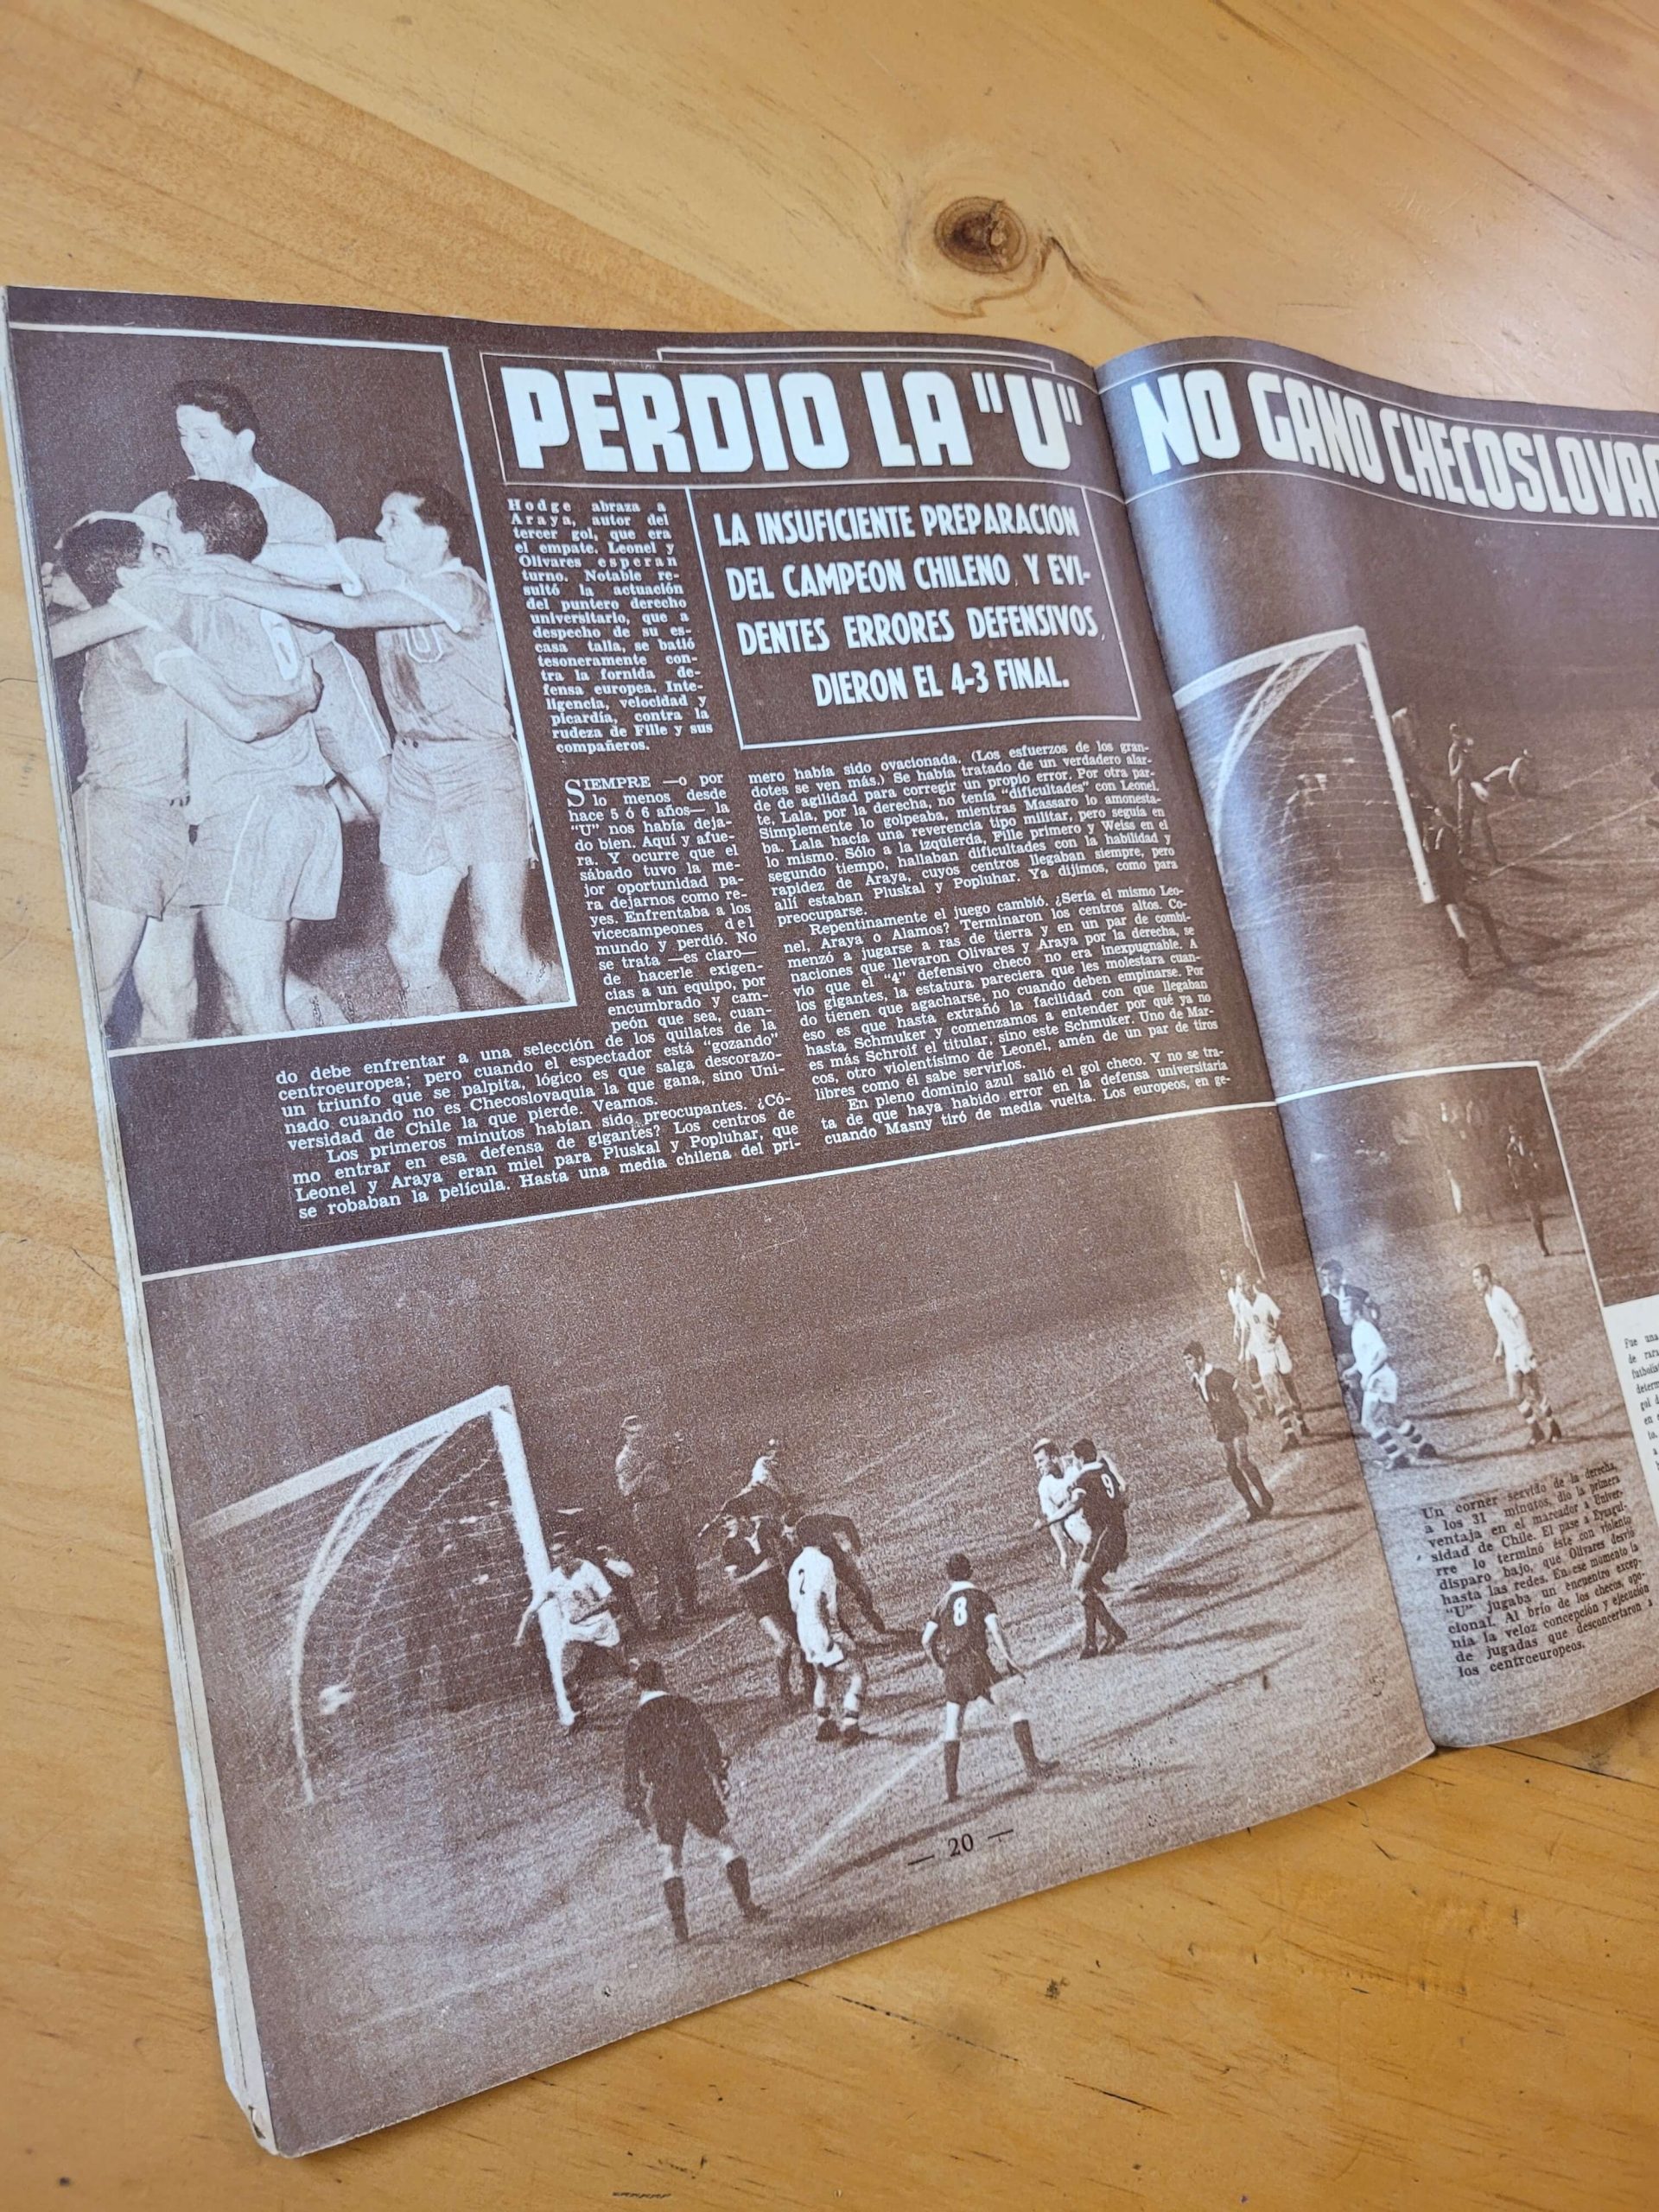 PERDIO LA "U"
NO GANO CHECOSLOVAQ
LA INSUFICIENTE PREPARACION
DEL CAMPEON CHILENO, Y EVI-
DENTES ERRORES DEFENSIVOS,
DIERON EL 4-3 FINAL.
Hodge abraza a
Araya, autor del
tercer gol, que era
el empate. Leonel y
Olivares esperan
turno. Notable re-
sultó la actuación
del puntero derecho
universitario, que a
despecho de su es-
casa talla, se batió
tesoneramente con-
tra la fornida de-
fensa europea. Inte-
ligencia, velocidad y
picardía, contra la
rudeza de Fille y sus
compañeros.
SIEMPRE —o por
lo menos desde
hace 5 ó 6 años— la
"U" nos había deja-
do bien. Aquí y afue-
ra. Y ocurre que el
sábado tuvo la me-
jor oportunidad pa-
ra dejarnos como re-
yes. Enfrentaba a los
vicecampeones del
mundo y perdió. No
se trata —es claro—
de hacerle exigen-
cias a un equipo, por
encumbrado y cam-
peón que sea, cuan-
do debe enfrentar a una selección de los quilates de la
centroeuropea; pero cuando el espectador está "gozando"
un triunfo que se palpita, lógico es que salga descorazo-
nado cuando no es Checoslovaquia la que gana, sino Uni-
versidad de Chile la que pierde. Veamos.
Los primeros minutos habían sido preocupantes. ¿Có-
mo entrar en esa defensa de gigantes? Los centros de
Leonel y Araya eran miel para Pluskal y Popluhar, que
se robaban la película. Hasta una media chilena del pri-
mero había sido ovacionada. (Los esfuerzos de los gran-
dotes se ven más.) Se había tratado de un verdadero alar-
de de agilidad para corregir un propio error. Por otra par-
te, Lala, por la derecha, no tenía "dificultades" con Leonel.
Simplemente lo golpeaba, mientras Massaro lo amonesta-
ba. Lala hacía una reverencia tipo militar, pero seguía en
lo mismo. Sólo a la izquierda, Fille primero y Weiss en el
segundo tiempo, hallaban dificultades con la habilidad y
rapidez de Araya, cuyos centros llegaban siempre, pero
allí estaban Pluskal y Popluhar. Ya dijimos, como para
preocuparse.
Repentinamente el juego cambió. ¿Sería el mismo Leo-
nel, Araya o Alamos? Terminaron los centros altos. Co-
menzó a jugarse a ras de tierra y en un par de combi-
naciones que llevaron Olivares y Araya por la derecha, se
vio que el "4" defensivo checo no era inexpugnable. A
los gigantes, la estatura pareciera que les molestara cuan-
do tienen que agacharse, no cuando deben empinarse. Por
eso es que hasta extrañó la facilidad con que llegaban
hasta Schmuker y comenzamos a entender por qué ya no
es más Schroif el titular, sino este Schmuker. Uno de Mar-
cos, otro violentísimo de Leonel, amén de un par de tiros
libres como él sabe servirlos.
En pleno dominio azul salió el gol checo. Y no se tra-
ta de que haya habido error en la defensa universitaria
cuando Masny tiró de media vuelta. Los europeos, en ge-
6
2
8
9
— 20 —
Un corner servido de la derecha,
a los 31 minutos, dio la primera
ventaja en el marcador a Univer-
sidad de Chile. El pase a Eyzagui-
rre lo terminó éste con violento
disparo bajo, que Olivares desvió
hasta las redes. En ese momento la
"U" jugaba un encuentro excep-
cional. Al brío de los checos, opo-
nía la veloz concepción y ejecución
de jugadas que desconcertaron a
los centroeuropeos.
Fue una
de rara
futbolis
determ
gol d
en
lo.
a